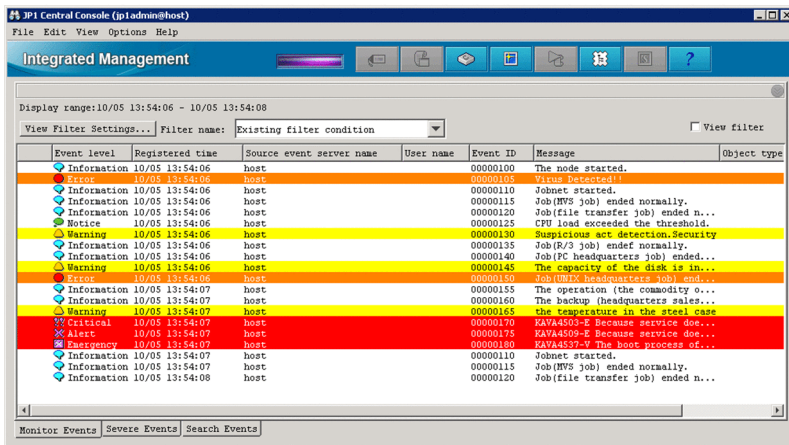 JP1 Central Console (jp1admin@host)
File Edit View Options Help
Integrated Management
?
Display range:10/05 13:54:06 - 10/05 13:54:08
View Filter Settings... Filter name: Existing filter condition View filter
Event level Registered time Source event server name User name Event ID Message Object type
Information 10/05 13:54:06 host 00000100 The node started.
Error 10/05 13:54:06 host 00000105 Virus Detected!!
Information 10/05 13:54:06 host 00000110 Jobnet started.
Information 10/05 13:54:06 host 00000115 Job(MVS job) ended normally.
Information 10/05 13:54:06 host 00000120 Job(file transfer job) ended n...
Notice 10/05 13:54:06 host 00000125 CPU load exceeded the threshold.
Warning 10/05 13:54:06 host 00000130 Suspicious act detection.Security
Information 10/05 13:54:06 host 00000135 Job(R/3 job) endef normally.
Information 10/05 13:54:06 host 00000140 Job(PC headquarters job) ended...
Warning 10/05 13:54:06 host 00000145 The capacity of the disk is in...
Error 10/05 13:54:06 host 00000150 Job(UNIX headquarters job) end...
Information 10/05 13:54:07 host 00000155 The operation (the commodity o...
Information 10/05 13:54:07 host 00000160 The backup (headquarters sales...
Warning 10/05 13:54:07 host 00000165 the temperature in the steel case
Critical 10/05 13:54:07 host 00000170 KAVA4503-E Because service doe...
Alert 10/05 13:54:07 host 00000175 KAVA4509-E Because service doe...
Emergency 10/05 13:54:07 host 00000180 KAVA4537-V The boot process of...
Information 10/05 13:54:07 host 00000110 Jobnet started.
Information 10/05 13:54:07 host 00000115 Job(MVS job) ended normally.
Information 10/05 13:54:08 host 00000120 Job(file transfer job) ended n...
Monitor Events Severe Events Search Events